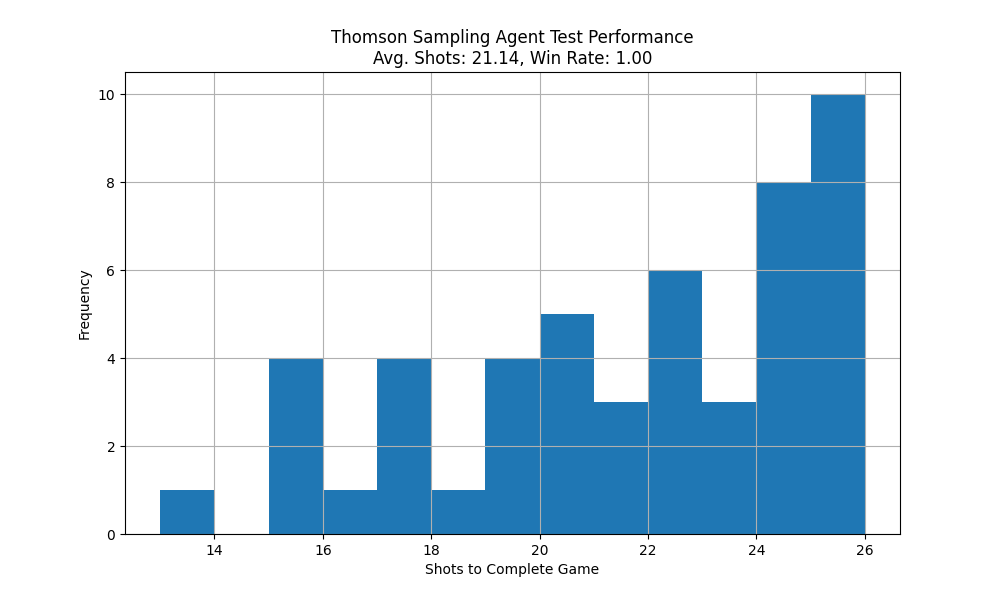 Thomson Sampling Agent Test Performance
Avg. Shots: 21.14, Win Rate: 1.00
10
8
6
4
2
0
Frequency
14 16 18 20 22 24 26
Shots to Complete Game